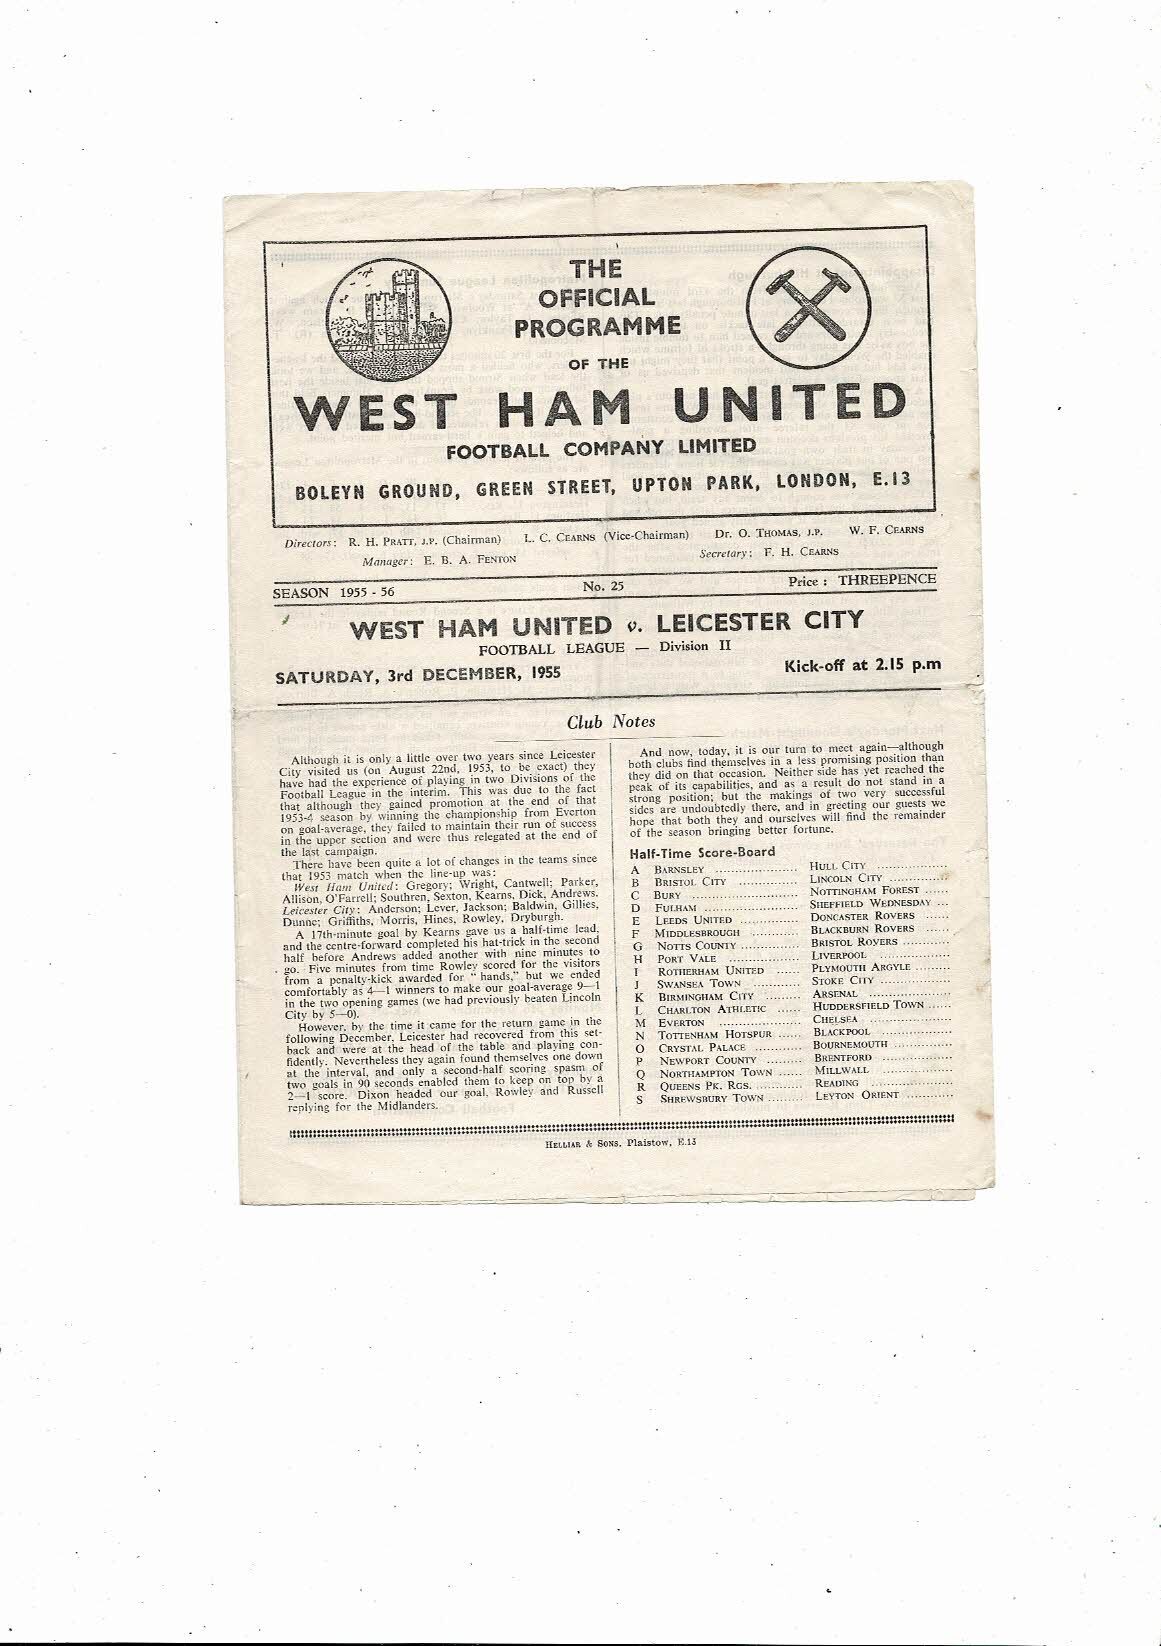 THE
OFFICIAL
PROGRAMME
OF THE
WEST HAM UNITED
FOOTBALL COMPANY LIMITED
BOLEYN GROUND, GREEN STREET, UPTON PARK, LONDON, E.13
Directors: R. H. PRATT, J.P. (Chairman) L. C. CEARNS (Vice-Chairman) Dr. O. THOMAS, J.P. W. F. CEARNS
Manager: E. B. A. FENTON Secretary: F. H. CEARNS
SEASON 1955 - 56 No. 25 Price : THREEPENCE
WEST HAM UNITED v. LEICESTER CITY
FOOTBALL LEAGUE — Division II
SATURDAY, 3rd DECEMBER, 1955 Kick-off at 2.15 p.m
Club Notes
Although it is only a little over two years since Leicester
City visited us (on August 22nd, 1953, to be exact) they
have had the experience of playing in two Divisions of the
Football League in the interim. This was due to the fact
that although they gained promotion at the end of that
1953-4 season by winning the championship from Everton
on goal-average, they failed to maintain their run of success
in the upper section and were thus relegated at the end of
the last campaign.
There have been quite a lot of changes in the teams since
that 1953 match when the line-up was:
West Ham United: Gregory; Wright, Cantwell; Parker,
Allison, O'Farrell; Southren, Sexton, Kearns, Dick, Andrews.
Leicester City: Anderson; Lever, Jackson; Baldwin, Gillies,
Dunne; Griffiths, Morris, Hines, Rowley, Dryburgh.
A 17th-minute goal by Kearns gave us a half-time lead,
and the centre-forward completed his hat-trick in the second
half before Andrews added another with nine minutes to
go. Five minutes from time Rowley scored for the visitors
from a penalty-kick awarded for " hands," but we ended
comfortably as 4—1 winners to make our goal-average 9—1
in the two opening games (we had previously beaten Lincoln
City by 5—0).
However, by the time it came for the return game in the
following December, Leicester had recovered from this set-
back and were at the head of the table and playing con-
fidently. Nevertheless they again found themselves one down
at the interval, and only a second-half scoring spasm of
two goals in 90 seconds enabled them to keep on top by a
2—1 score. Dixon headed our goal, Rowley and Russell
replying for the Midlanders.
And now, today, it is our turn to meet again—although
both clubs find themselves in a less promising position than
they did on that occasion. Neither side has yet reached the
peak of its capabilities, and as a result do not stand in a
strong position; but the makings of two very successful
sides are undoubtedly there, and in greeting our guests we
hope that both they and ourselves will find the remainder
of the season bringing better fortune.
Half-Time Score-Board
A BARNSLEY ..................... HULL CITY ..................
B BRISTOL CITY ............... LINCOLN CITY ...............
C BURY ........................... NOTTINGHAM FOREST ......
D FULHAM ........................ SHEFFIELD WEDNESDAY ...
E LEEDS UNITED ............... DONCASTER ROVERS ......
F MIDDLESBROUGH ............ BLACKBURN ROVERS ......
G NOTTS COUNTY ............... BRISTOL ROVERS ............
H PORT VALE .................. LIVERPOOL ..................
I ROTHERHAM UNITED ...... PLYMOUTH ARGYLE .........
J SWANSEA TOWN ............ STOKE CITY ..................
K BIRMINGHAM CITY ......... ARSENAL .....................
L CHARLTON ATHLETIC ...... HUDDERSFIELD TOWN ......
M EVERTON ..................... CHELSEA .....................
N TOTTENHAM HOTSPUR ...... BLACKPOOL ..................
O CRYSTAL PALACE ............ BOURNEMOUTH ...............
P NEWPORT COUNTY ......... BRENTFORD ..................
Q NORTHAMPTON TOWN ...... MILLWALL ..................
R QUEENS PK. RGS. ............ READING .....................
S SHREWSBURY TOWN ......... LEYTON ORIENT ............
HELLIAR & SONS, Plaistow, E.13